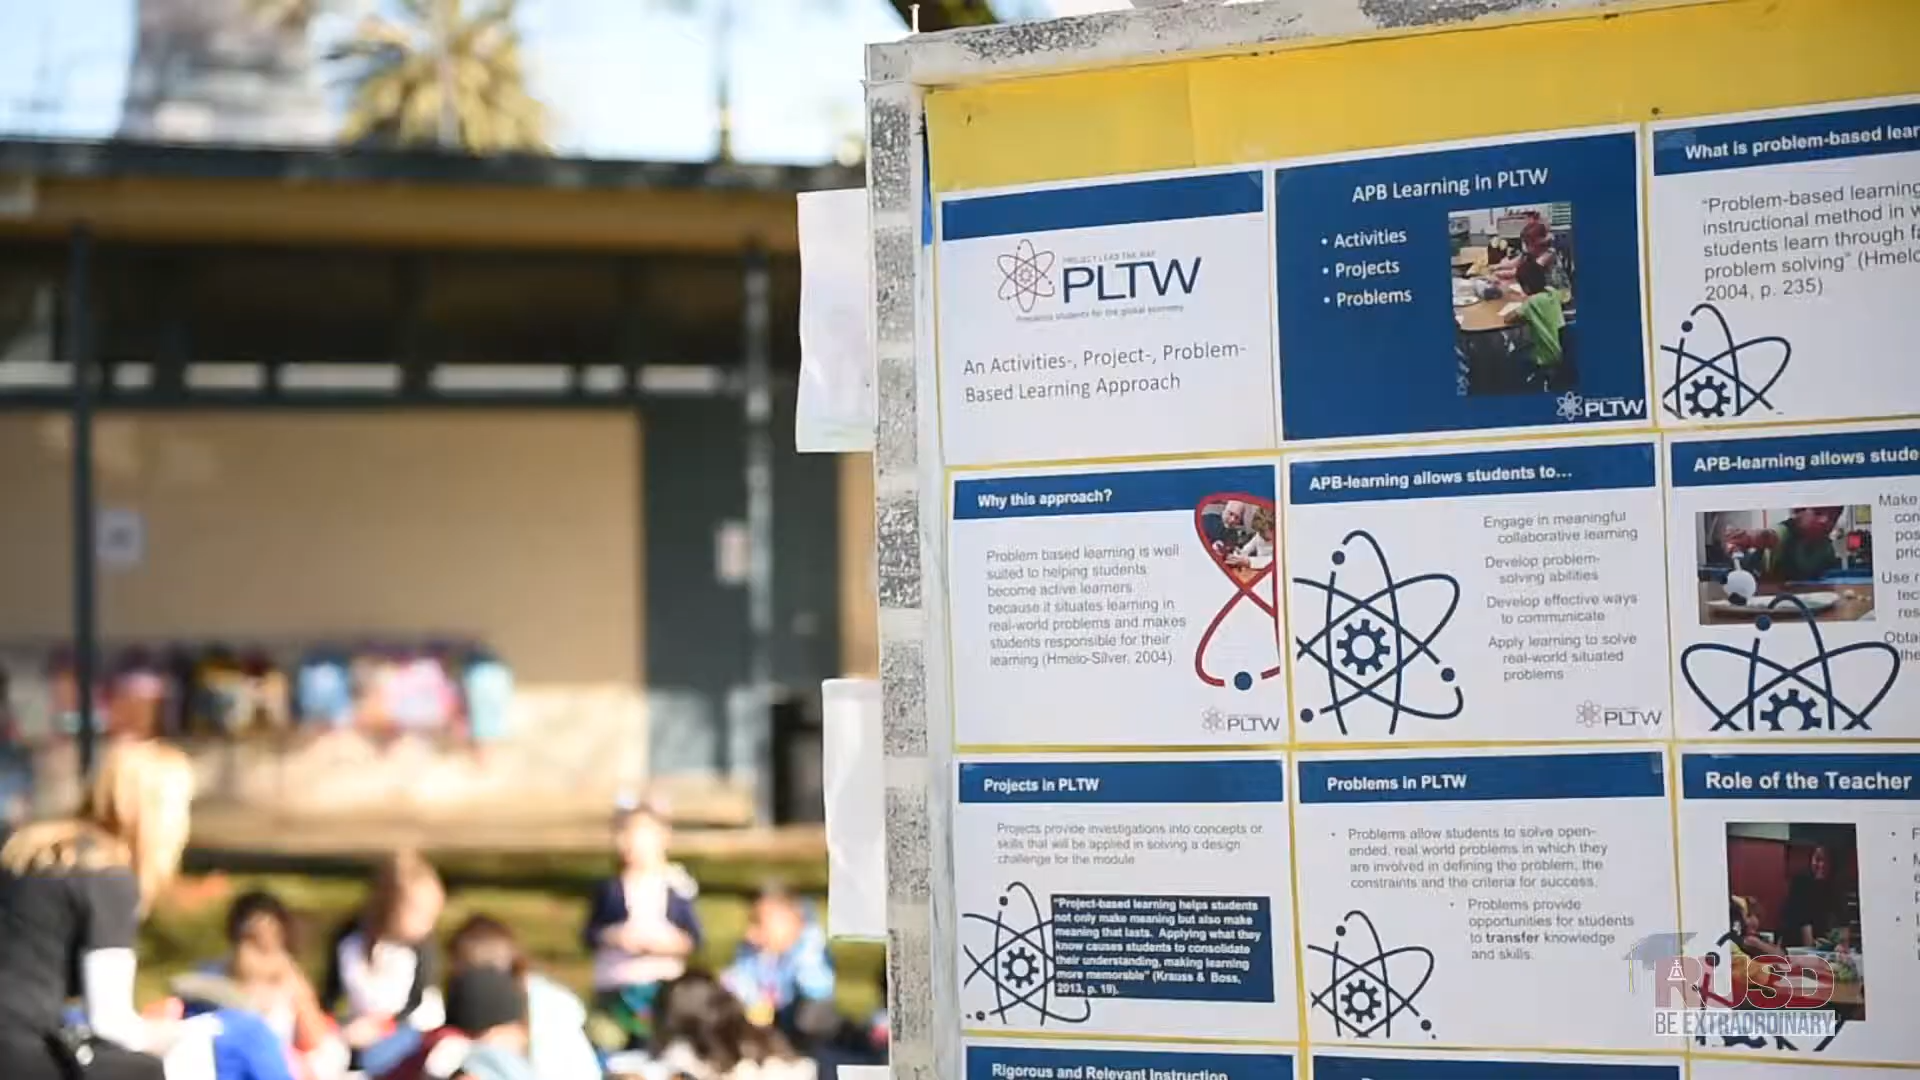 PROJECT LEAD THE WAY
PLTW
Preparing students for the global economy
An Activities-, Project-, Problem-
Based Learning Approach
APB Learning in PLTW
• Activities
• Projects
• Problems
PLTW
What is problem-based
"Problem-based learning
instructional method in
students learn through
problem solving" (Hmelo
2004, p. 235)
Why this approach?
Problem based learning is well
suited to helping students
become active learners
because it situates learning in
real-world problems and makes
students responsible for their
learning (Hmelo-Silver, 2004).
PLTW
APB-learning allows students to...
Engage in meaningful
collaborative learning
Develop problem-
solving abilities
Develop effective ways
to communicate
Apply learning to solve
real-world situated
problems
PLTW
APB-learning allows
Make
Use
Projects in PLTW
Projects provide investigations into concepts or
skills that will be applied in solving a design
challenge for the module
"Project-based learning helps students
not only make meaning but also make
meaning that lasts. Applying what they
know causes students to consolidate
their understanding, making learning
more memorable" (Krauss & Boss,
2013, p. 19).
Problems in PLTW
• Problems allow students to solve open-
ended, real world problems in which they
are involved in defining the problem, the
constraints and the criteria for success.
• Problems provide
opportunities for students
to transfer knowledge
and skills.
Role of the Teacher
RUSD
BE EXTRAORDINARY
Rigorous and Relevant Instruction